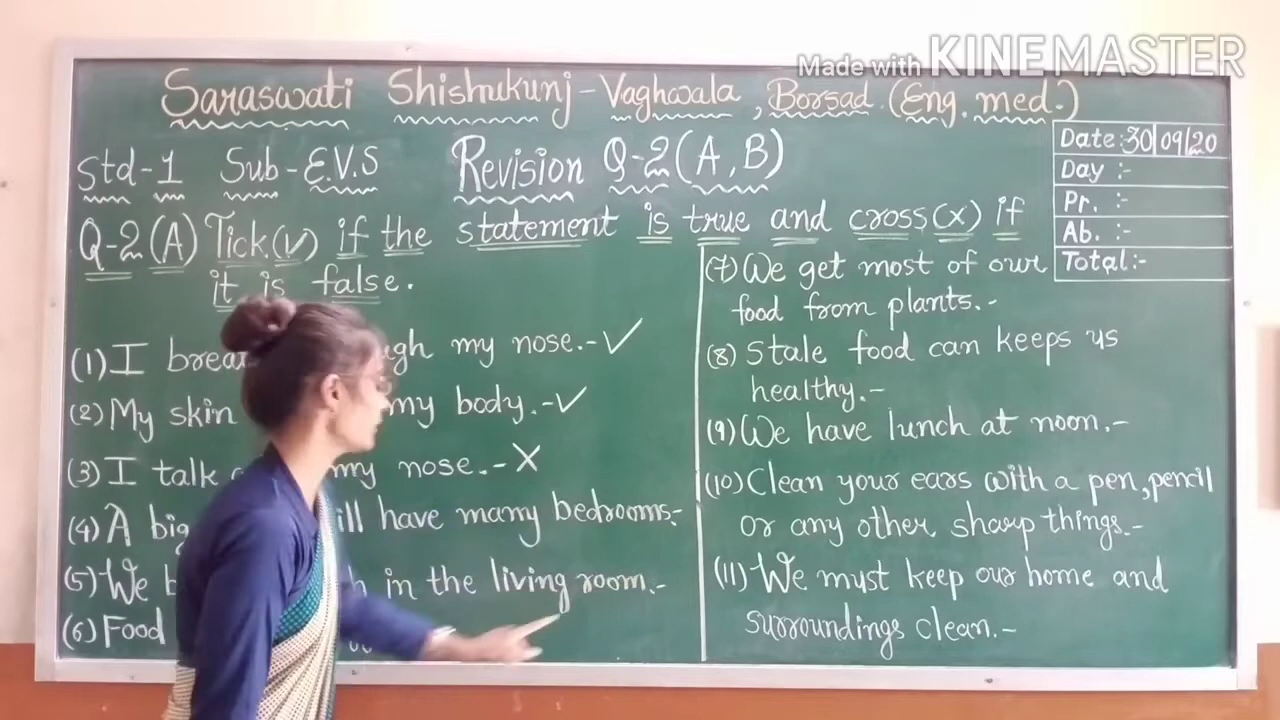 Made with KINEMASTER
Saraswati Shishukunj - Vaghwala , Borsad. (Eng. med.)
Date: 30/09/20
Day :-
Pr. :-
Ab. :-
Total :-
Std-1 Sub - E.V.S Revision Q-2 (A, B)
Q-2 (A) Tick (✓) if the statement is true and cross (x) if
it is false.
(1) I my nose. - ✓
(2) My skin my body. - ✓
(3) I talk my nose. - X
(4) A big have many bedrooms. -
(5) We in the living room. -
(6) Food
(7) We get most of our
food from plants. -
(8) Stale food can keeps us
healthy. -
(9) We have lunch at noon. -
(10) Clean your ears with a pen, pencil
or any other sharp things. -
(11) We must keep our home and
surroundings clean. -